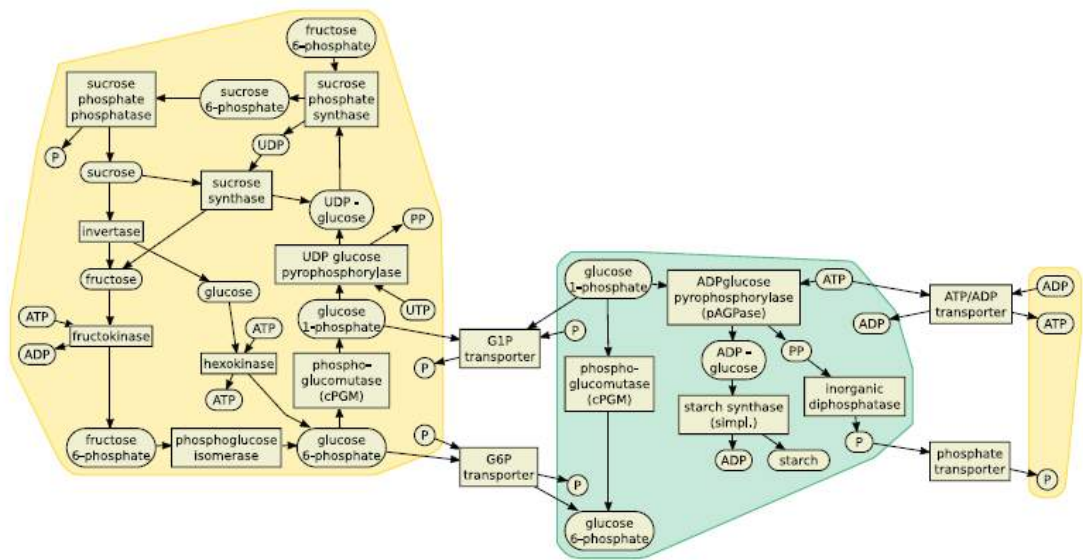 fructose
6-phosphate
sucrose
phosphate
phosphatase
sucrose
6-phosphate
sucrose
phosphate
synthase
P
UDP
sucrose
sucrose
synthase
UDP -
glucose
PP
invertase
UDP glucose
pyrophosphorylase
fructose
glucose
UTP
ATP
fructokinase
ADP
ATP
hexokinase
ATP
glucose
1-phosphate
phospho-
glucomutase
(cPGM)
fructose
6-phosphate
phosphoglucose
isomerase
glucose
6-phosphate
P
G1P
transporter
P
P
G6P
transporter
P
glucose
1-phosphate
ADPglucose
pyrophosphorylase
(pAGPase)
ATP
ADP
ATP/ADP
transporter
ADP
ATP
phospho-
glucomutase
(cPGM)
ADP -
glucose
PP
inorganic
diphosphatase
starch synthase
(simpl.)
ADP
starch
P
phosphate
transporter
P
glucose
6-phosphate